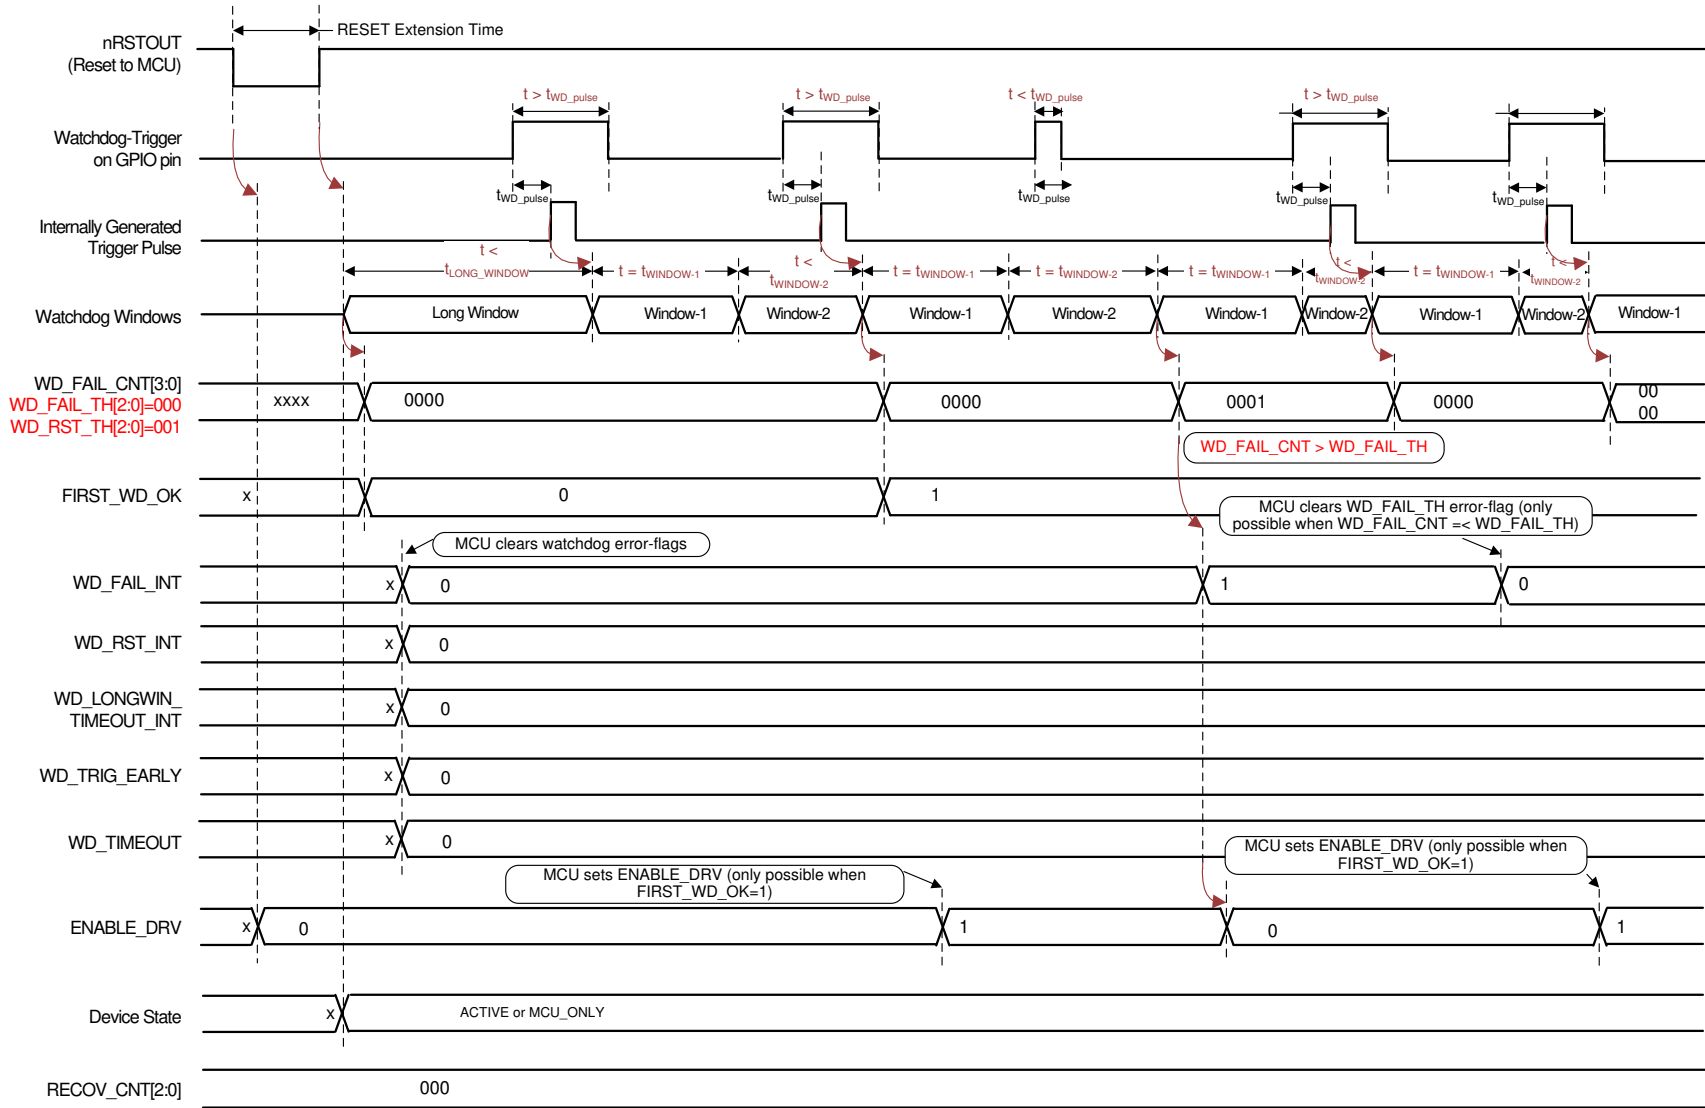 RESET Extension Time
nRSTOUT
(Reset to MCU)
t > tWD_pulse
t > tWD_pulse
t < tWD_pulse
t > tWD_pulse
Watchdog-Trigger
on GPIO pin
tWD_pulse
tWD_pulse
tWD_pulse
tWD_pulse
tWD_pulse
Internally Generated
Trigger Pulse
t <
tLONG_WINDOW
t = tWINDOW-1
t <
tWINDOW-2
t = tWINDOW-1
t = tWINDOW-2
t = tWINDOW-1
t <
tWINDOW-2
t = tWINDOW-1
t <
tWINDOW-2
Watchdog Windows
Long Window
Window-1
Window-2
Window-1
Window-2
Window-1
Window-2
Window-1
Window-2
Window-1
WD_FAIL_CNT[3:0]
WD_FAIL_TH[2:0]=000
WD_RST_TH[2:0]=001
xxxx
0000
0000
0001
0000
00
00
WD_FAIL_CNT > WD_FAIL_TH
FIRST_WD_OK
x
0
1
MCU clears WD_FAIL_TH error-flag (only
possible when WD_FAIL_CNT =< WD_FAIL_TH)
MCU clears watchdog error-flags
WD_FAIL_INT
x
0
1
0
WD_RST_INT
x
0
WD_LONGWIN_
TIMEOUT_INT
x
0
WD_TRIG_EARLY
x
0
WD_TIMEOUT
x
0
MCU sets ENABLE_DRV (only possible when
FIRST_WD_OK=1)
MCU sets ENABLE_DRV (only possible when
FIRST_WD_OK=1)
ENABLE_DRV
x
0
1
0
1
Device State
x
ACTIVE or MCU_ONLY
RECOV_CNT[2:0]
000